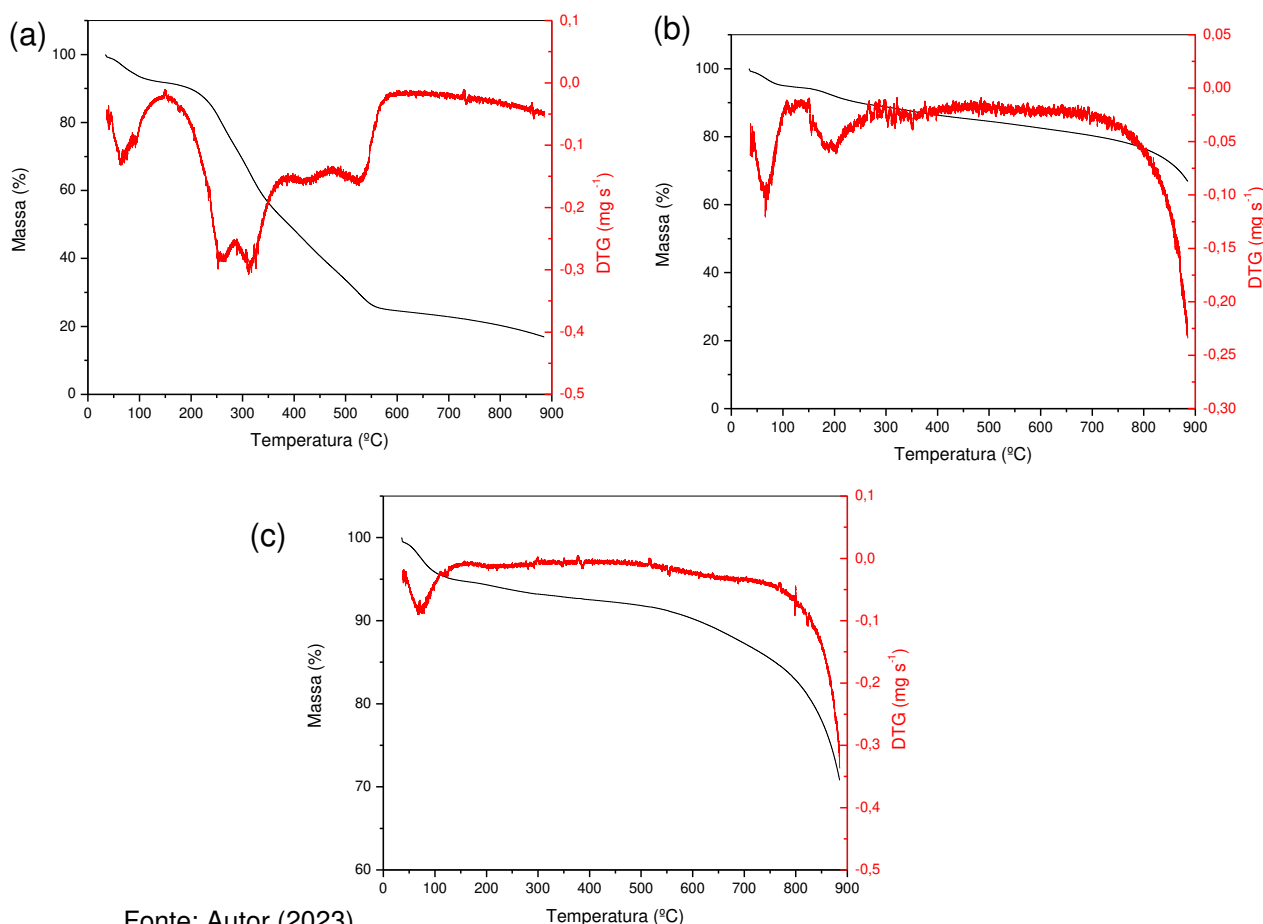 (a)
100
80
60
40
20
0
Massa (%)
0,1
0,0
-0,1
-0,2
-0,3
-0,4
-0,5
DTG (mg s⁻¹)
0 100 200 300 400 500 600 700 800 900
Temperatura (ºC)
(b)
100
80
60
40
20
0
Massa (%)
0,05
0,00
-0,05
-0,10
-0,15
-0,20
-0,25
-0,30
DTG (mg s⁻¹)
0 100 200 300 400 500 600 700 800 900
Temperatura (ºC)
(c)
100
90
80
70
60
Massa (%)
0,1
0,0
-0,1
-0,2
-0,3
-0,4
-0,5
DTG (mg s⁻¹)
0 100 200 300 400 500 600 700 800 900
Temperatura (ºC)
Fonte: Autor (2023)